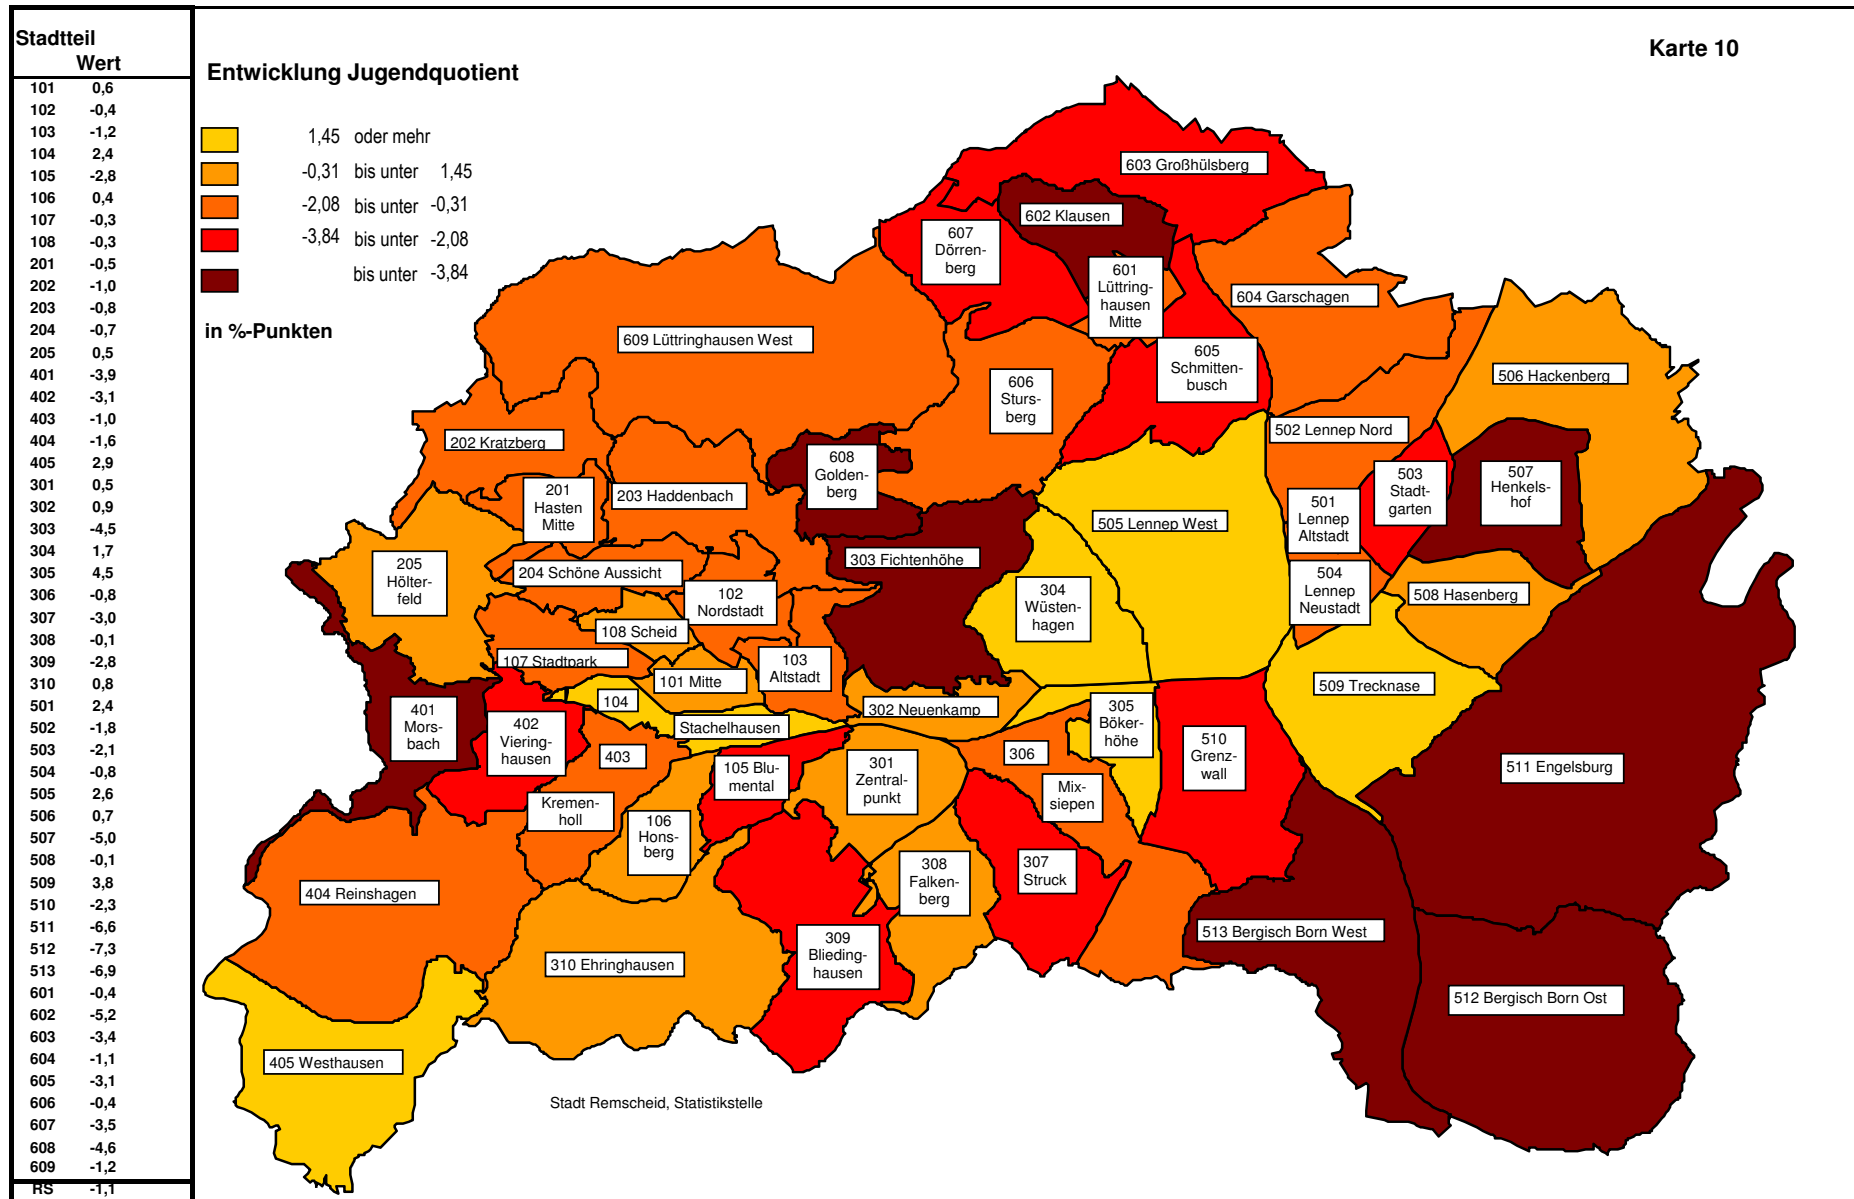 Stadtteil
Wert
101 0,6
102 -0,4
103 -1,2
104 2,4
105 -2,8
106 0,4
107 -0,3
108 -0,3
201 -0,5
202 -1,0
203 -0,8
204 -0,7
205 0,5
401 -3,9
402 -3,1
403 -1,0
404 -1,6
405 2,9
301 0,5
302 0,9
303 -4,5
304 1,7
305 4,5
306 -0,8
307 -3,0
308 -0,1
309 -2,8
310 0,8
501 2,4
502 -1,8
503 -2,1
504 -0,8
505 2,6
506 0,7
507 -5,0
508 -0,1
509 3,8
510 -2,3
511 -6,6
512 -7,3
513 -6,9
601 -0,4
602 -5,2
603 -3,4
604 -1,1
605 -3,1
606 -0,4
607 -3,5
608 -4,6
609 -1,2
RS -1,1
Karte 10
Entwicklung Jugendquotient
1,45 oder mehr
-0,31 bis unter 1,45
-2,08 bis unter -0,31
-3,84 bis unter -2,08
bis unter -3,84
in %-Punkten
603 Großhülsberg
602 Klausen
607
Dörren-
berg
601
Lüttring-
hausen
Mitte
604 Garschagen
609 Lüttringhausen West
605
Schmitten-
busch
606
Sturs-
berg
506 Hackenberg
502 Lennep Nord
202 Kratzberg
608
Golden-
berg
503
Stadt-
garten
507
Henkels-
hof
201
Hasten
Mitte
203 Haddenbach
501
Lennep
Altstadt
505 Lennep West
303 Fichtenhöhe
205
Hölter-
feld
204 Schöne Aussicht
504
Lennep
Neustadt
304
Wüsten-
hagen
102
Nordstadt
508 Hasenberg
108 Scheid
107 Stadtpark
103
Altstadt
101 Mitte
509 Trecknase
104
Stachelhausen
302 Neuenkamp
305
Böker-
höhe
401
Mors-
bach
402
Viering-
hausen
403
Kremen-
holl
105 Blu-
mental
301
Zentral-
punkt
306
Mix-
siepen
510
Grenz-
wall
511 Engelsburg
106
Hons-
berg
307
Struck
308
Falken-
berg
404 Reinshagen
513 Bergisch Born West
309
Blieding-
hausen
310 Ehringhausen
512 Bergisch Born Ost
405 Westhausen
Stadt Remscheid, Statistikstelle